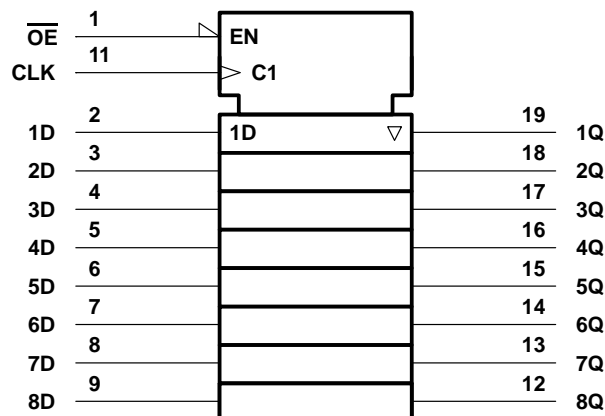 OE 1 EN
CLK 11 C1
1D 2 1D 19 1Q
2D 3 18 2Q
3D 4 17 3Q
4D 5 16 4Q
5D 6 15 5Q
6D 7 14 6Q
7D 8 13 7Q
8D 9 12 8Q